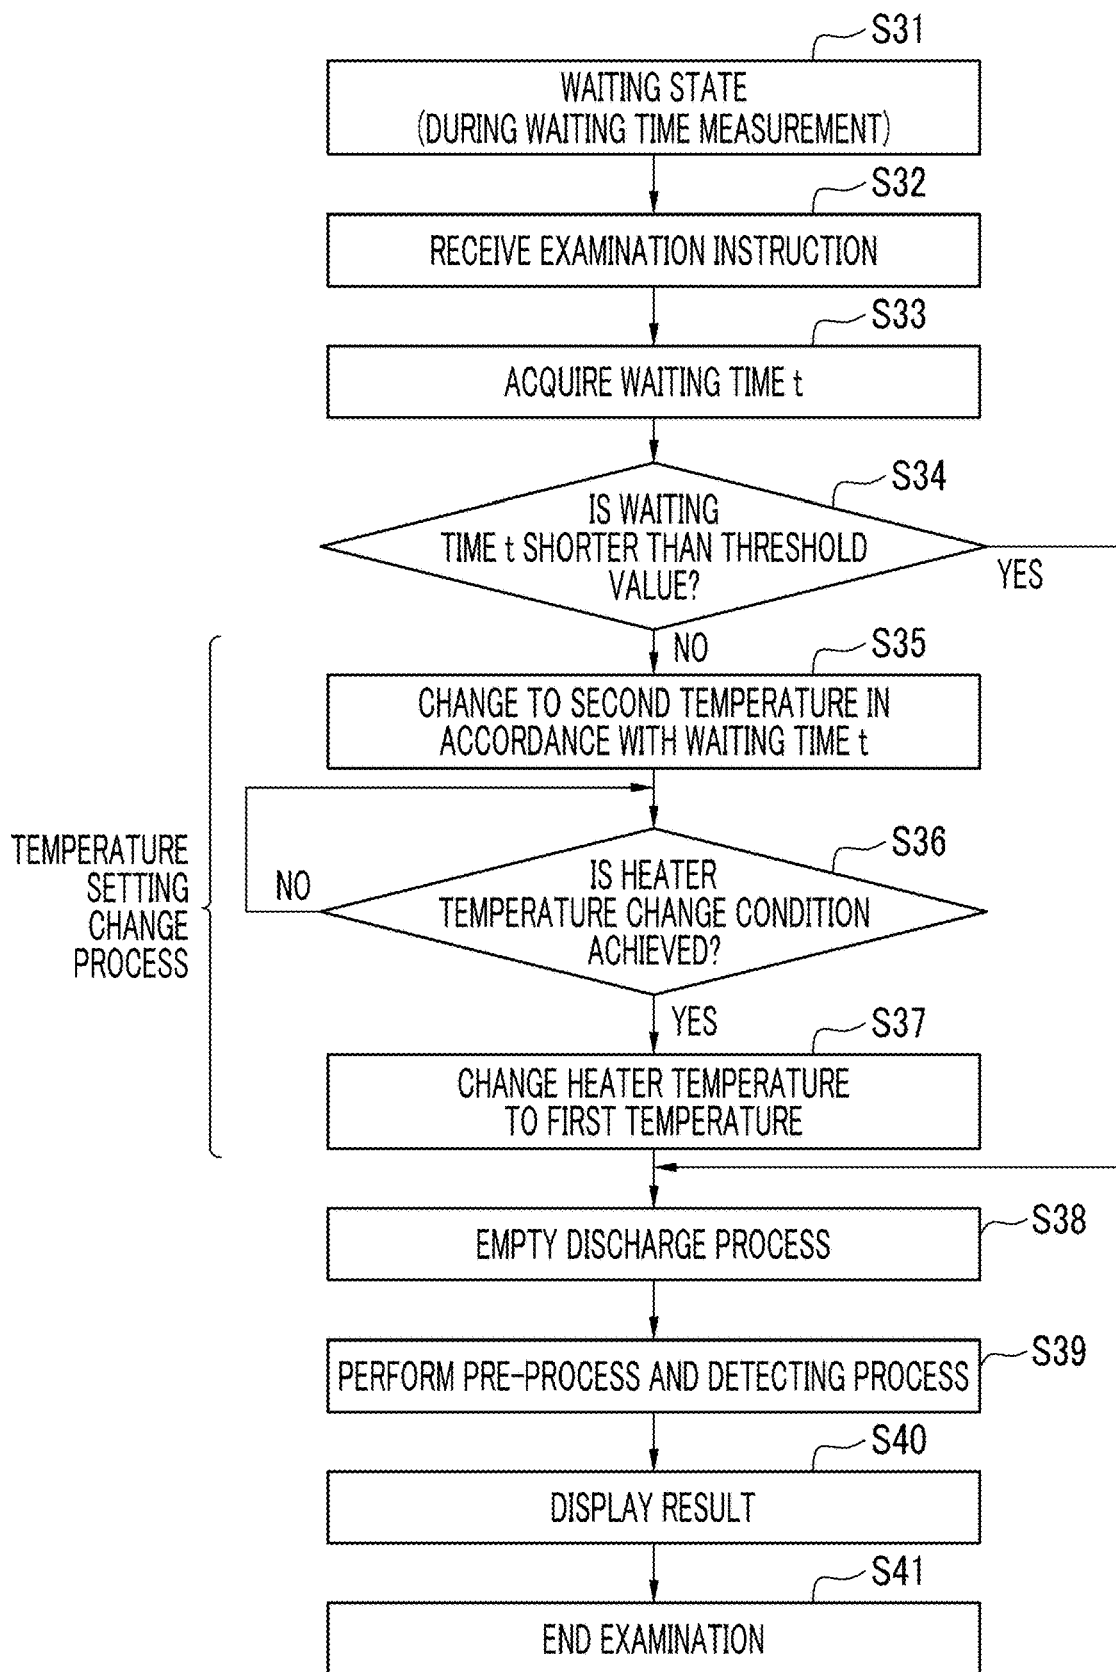 S31
WAITING STATE
(DURING WAITING TIME MEASUREMENT)
S32
RECEIVE EXAMINATION INSTRUCTION
S33
ACQUIRE WAITING TIME t
S34
IS WAITING
TIME t SHORTER THAN THRESHOLD
VALUE?
YES
NO
S35
CHANGE TO SECOND TEMPERATURE IN
ACCORDANCE WITH WAITING TIME t
TEMPERATURE
SETTING
CHANGE
PROCESS
S36
NO
IS HEATER
TEMPERATURE CHANGE CONDITION
ACHIEVED?
YES
S37
CHANGE HEATER TEMPERATURE
TO FIRST TEMPERATURE
S38
EMPTY DISCHARGE PROCESS
S39
PERFORM PRE-PROCESS AND DETECTING PROCESS
S40
DISPLAY RESULT
S41
END EXAMINATION